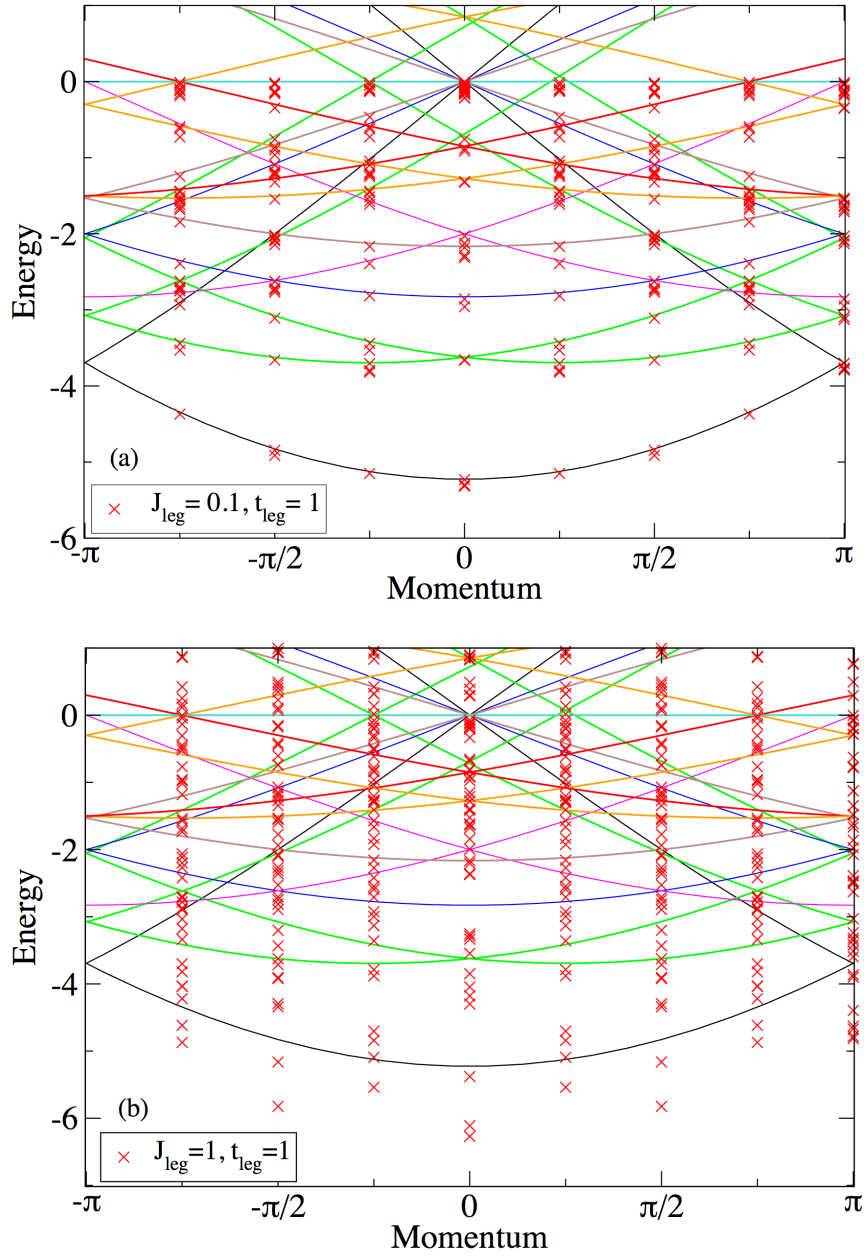 0
-2
-4
-6
Energy
(a)
J_leg= 0.1, t_leg= 1
-π
-π/2
0
π/2
π
Momentum
0
-2
-4
-6
Energy
(b)
J_leg=1, t_leg=1
-π
-π/2
0
π/2
π
Momentum